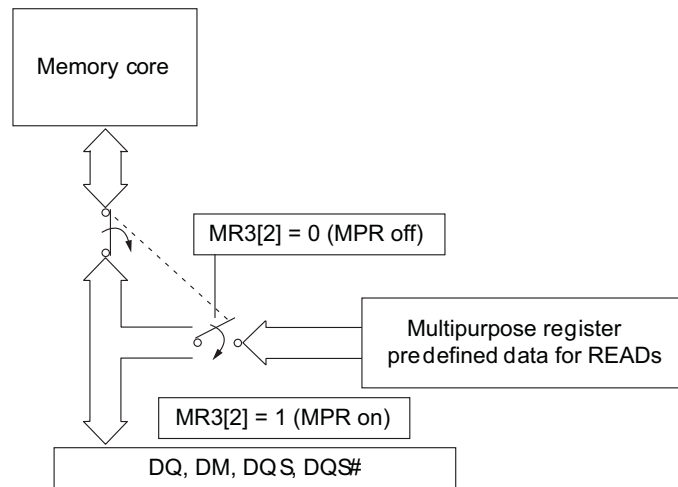 Memory core
MR3[2] = 0 (MPR off)
Multipurpose register
predefined data for READs
MR3[2] = 1 (MPR on)
DQ, DM, DQS, DQS#